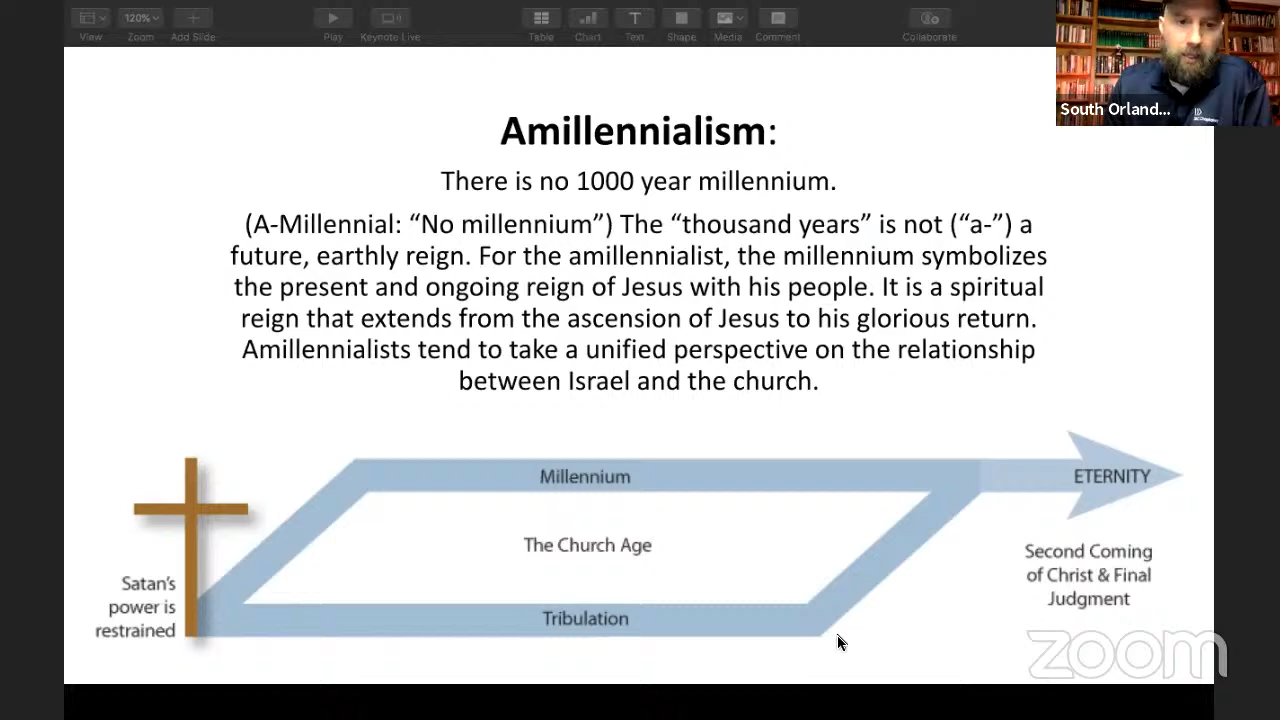 120%
View
Zoom
Add Slide
Play
Keynote Live
Table
Chart
Text
Shape
Media
Comment
Collaborate
South Orland...
Amillennialism:
There is no 1000 year millennium.
(A-Millennial: “No millennium”) The “thousand years” is not (“a-”) a
future, earthly reign. For the amillennialist, the millennium symbolizes
the present and ongoing reign of Jesus with his people. It is a spiritual
reign that extends from the ascension of Jesus to his glorious return.
Amillennialists tend to take a unified perspective on the relationship
between Israel and the church.
Millennium
ETERNITY
The Church Age
Second Coming
of Christ & Final
Judgment
Satan’s
power is
restrained
Tribulation
zoom